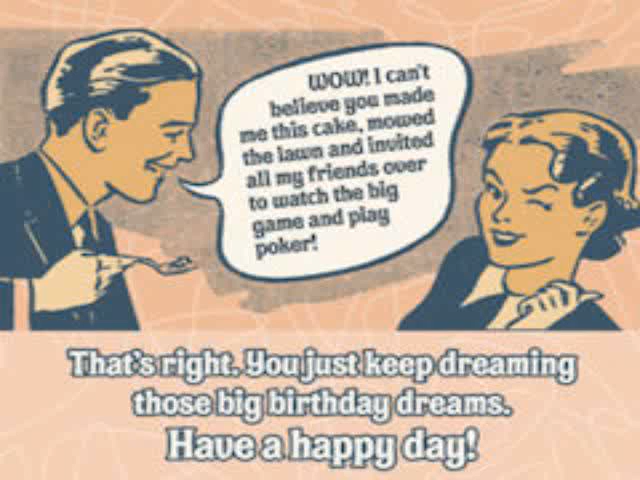 WOW! I can't
believe you made
me this cake, mowed
the lawn and invited
all my friends over
to watch the big
game and play
poker!
That's right. You just keep dreaming
those big birthday dreams.
Have a happy day!